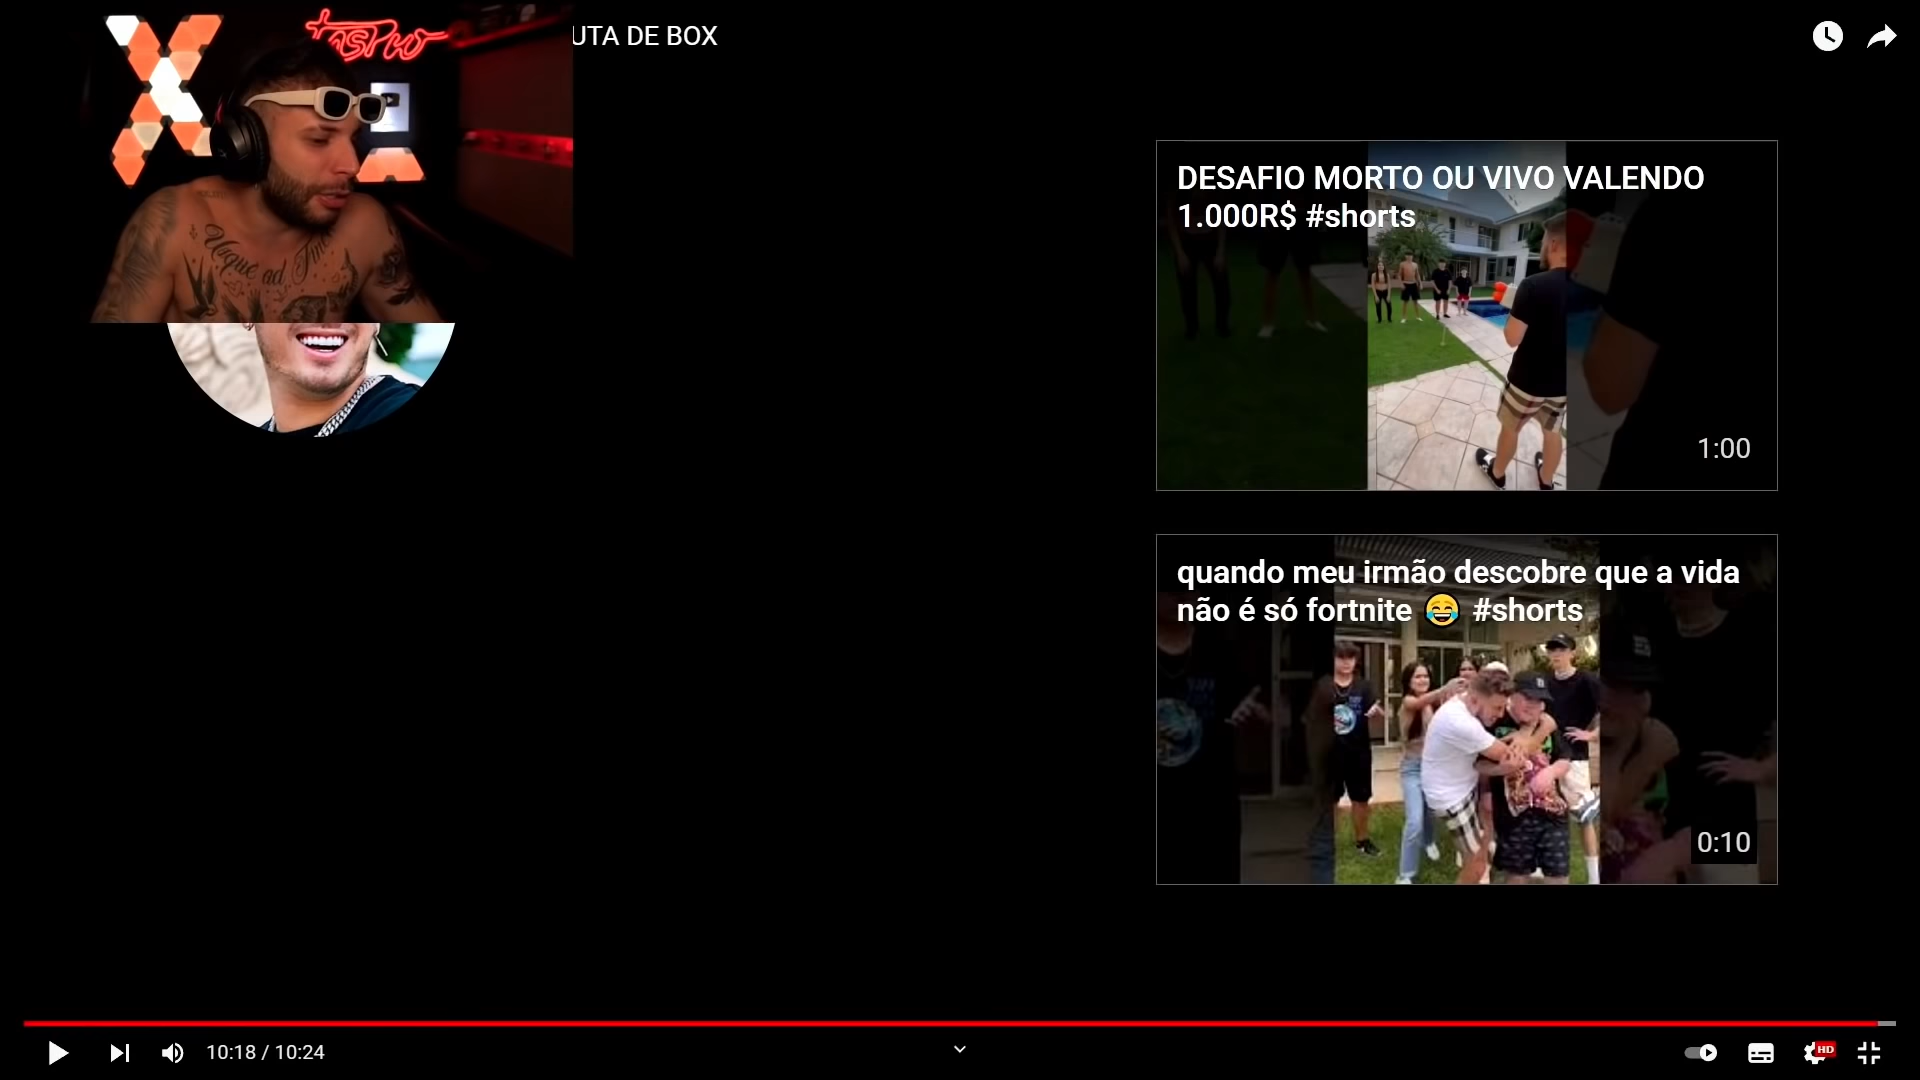 UTA DE BOX
DESAFIO MORTO OU VIVO VALENDO
1.000R$ #shorts
1:00
quando meu irmão descobre que a vida
não é só fortnite 😂 #shorts
0:10
10:18 / 10:24
HD